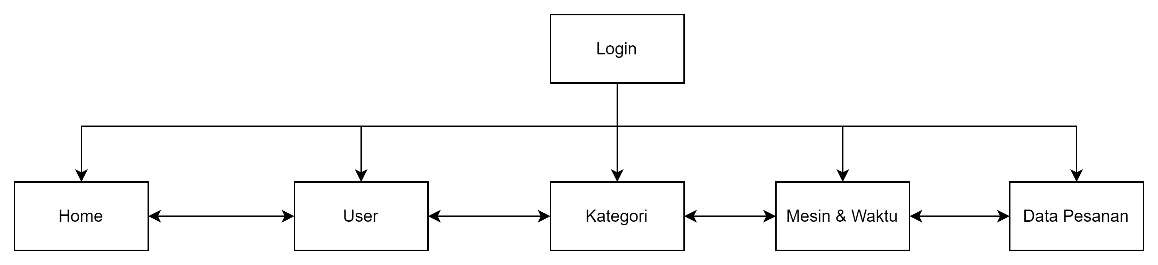 Login
Home
User
Kategori
Mesin & Waktu
Data Pesanan